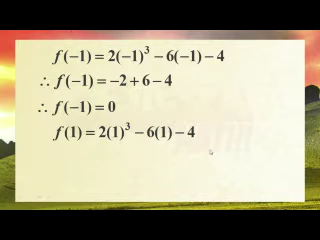 f(−1) = 2(−1)³ − 6(−1) − 4
∴ f(−1) = −2 + 6 − 4
∴ f(−1) = 0
f(1) = 2(1)³ − 6(1) − 4